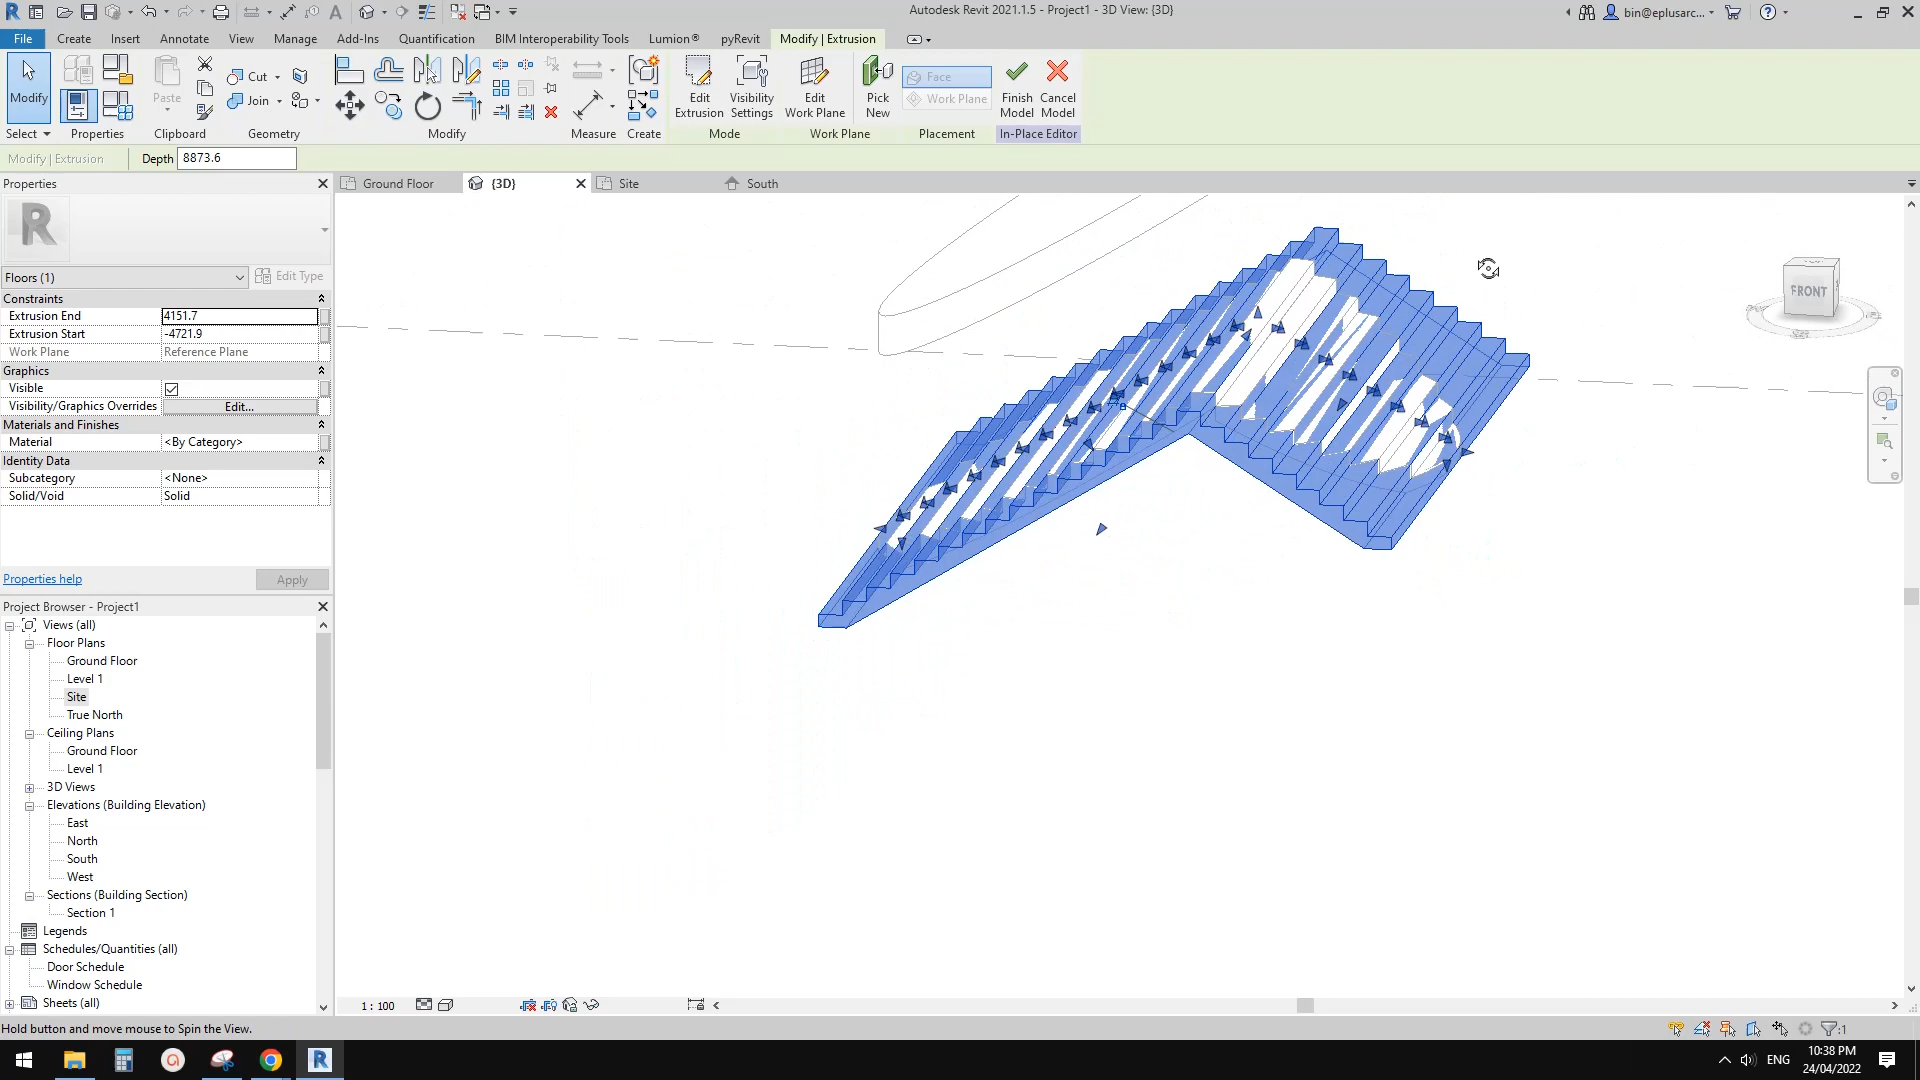 Autodesk Revit 2021.1.5 - Project1 - 3D View: {3D}
bin@eplusarc...
File Create Insert Annotate View Manage Add-Ins Quantification BIM Interoperability Tools Lumion® pyRevit Modify | Extrusion
Modify
Select
Properties
Paste
Clipboard
Cut
Join
Geometry
Modify
Measure
Create
Edit Extrusion
Visibility Settings
Mode
Edit Work Plane
Work Plane
Pick New
Face
Work Plane
Placement
Finish Model
Cancel Model
In-Place Editor
Modify | Extrusion
Depth 8873.6
Properties
Ground Floor
{3D}
Site
South
Floors (1)
Edit Type
Constraints
Extrusion End 4151.7
Extrusion Start -4721.9
Work Plane Reference Plane
Graphics
Visible
Visibility/Graphics Overrides Edit...
Materials and Finishes
Material <By Category>
Identity Data
Subcategory <None>
Solid/Void Solid
Properties help
Apply
Project Browser - Project1
Views (all)
Floor Plans
Ground Floor
Level 1
Site
True North
Ceiling Plans
Ground Floor
Level 1
3D Views
Elevations (Building Elevation)
East
North
South
West
Sections (Building Section)
Section 1
Legends
Schedules/Quantities (all)
Door Schedule
Window Schedule
Sheets (all)
FRONT
1 : 100
Hold button and move mouse to Spin the View.
:1
ENG
10:38 PM
24/04/2022